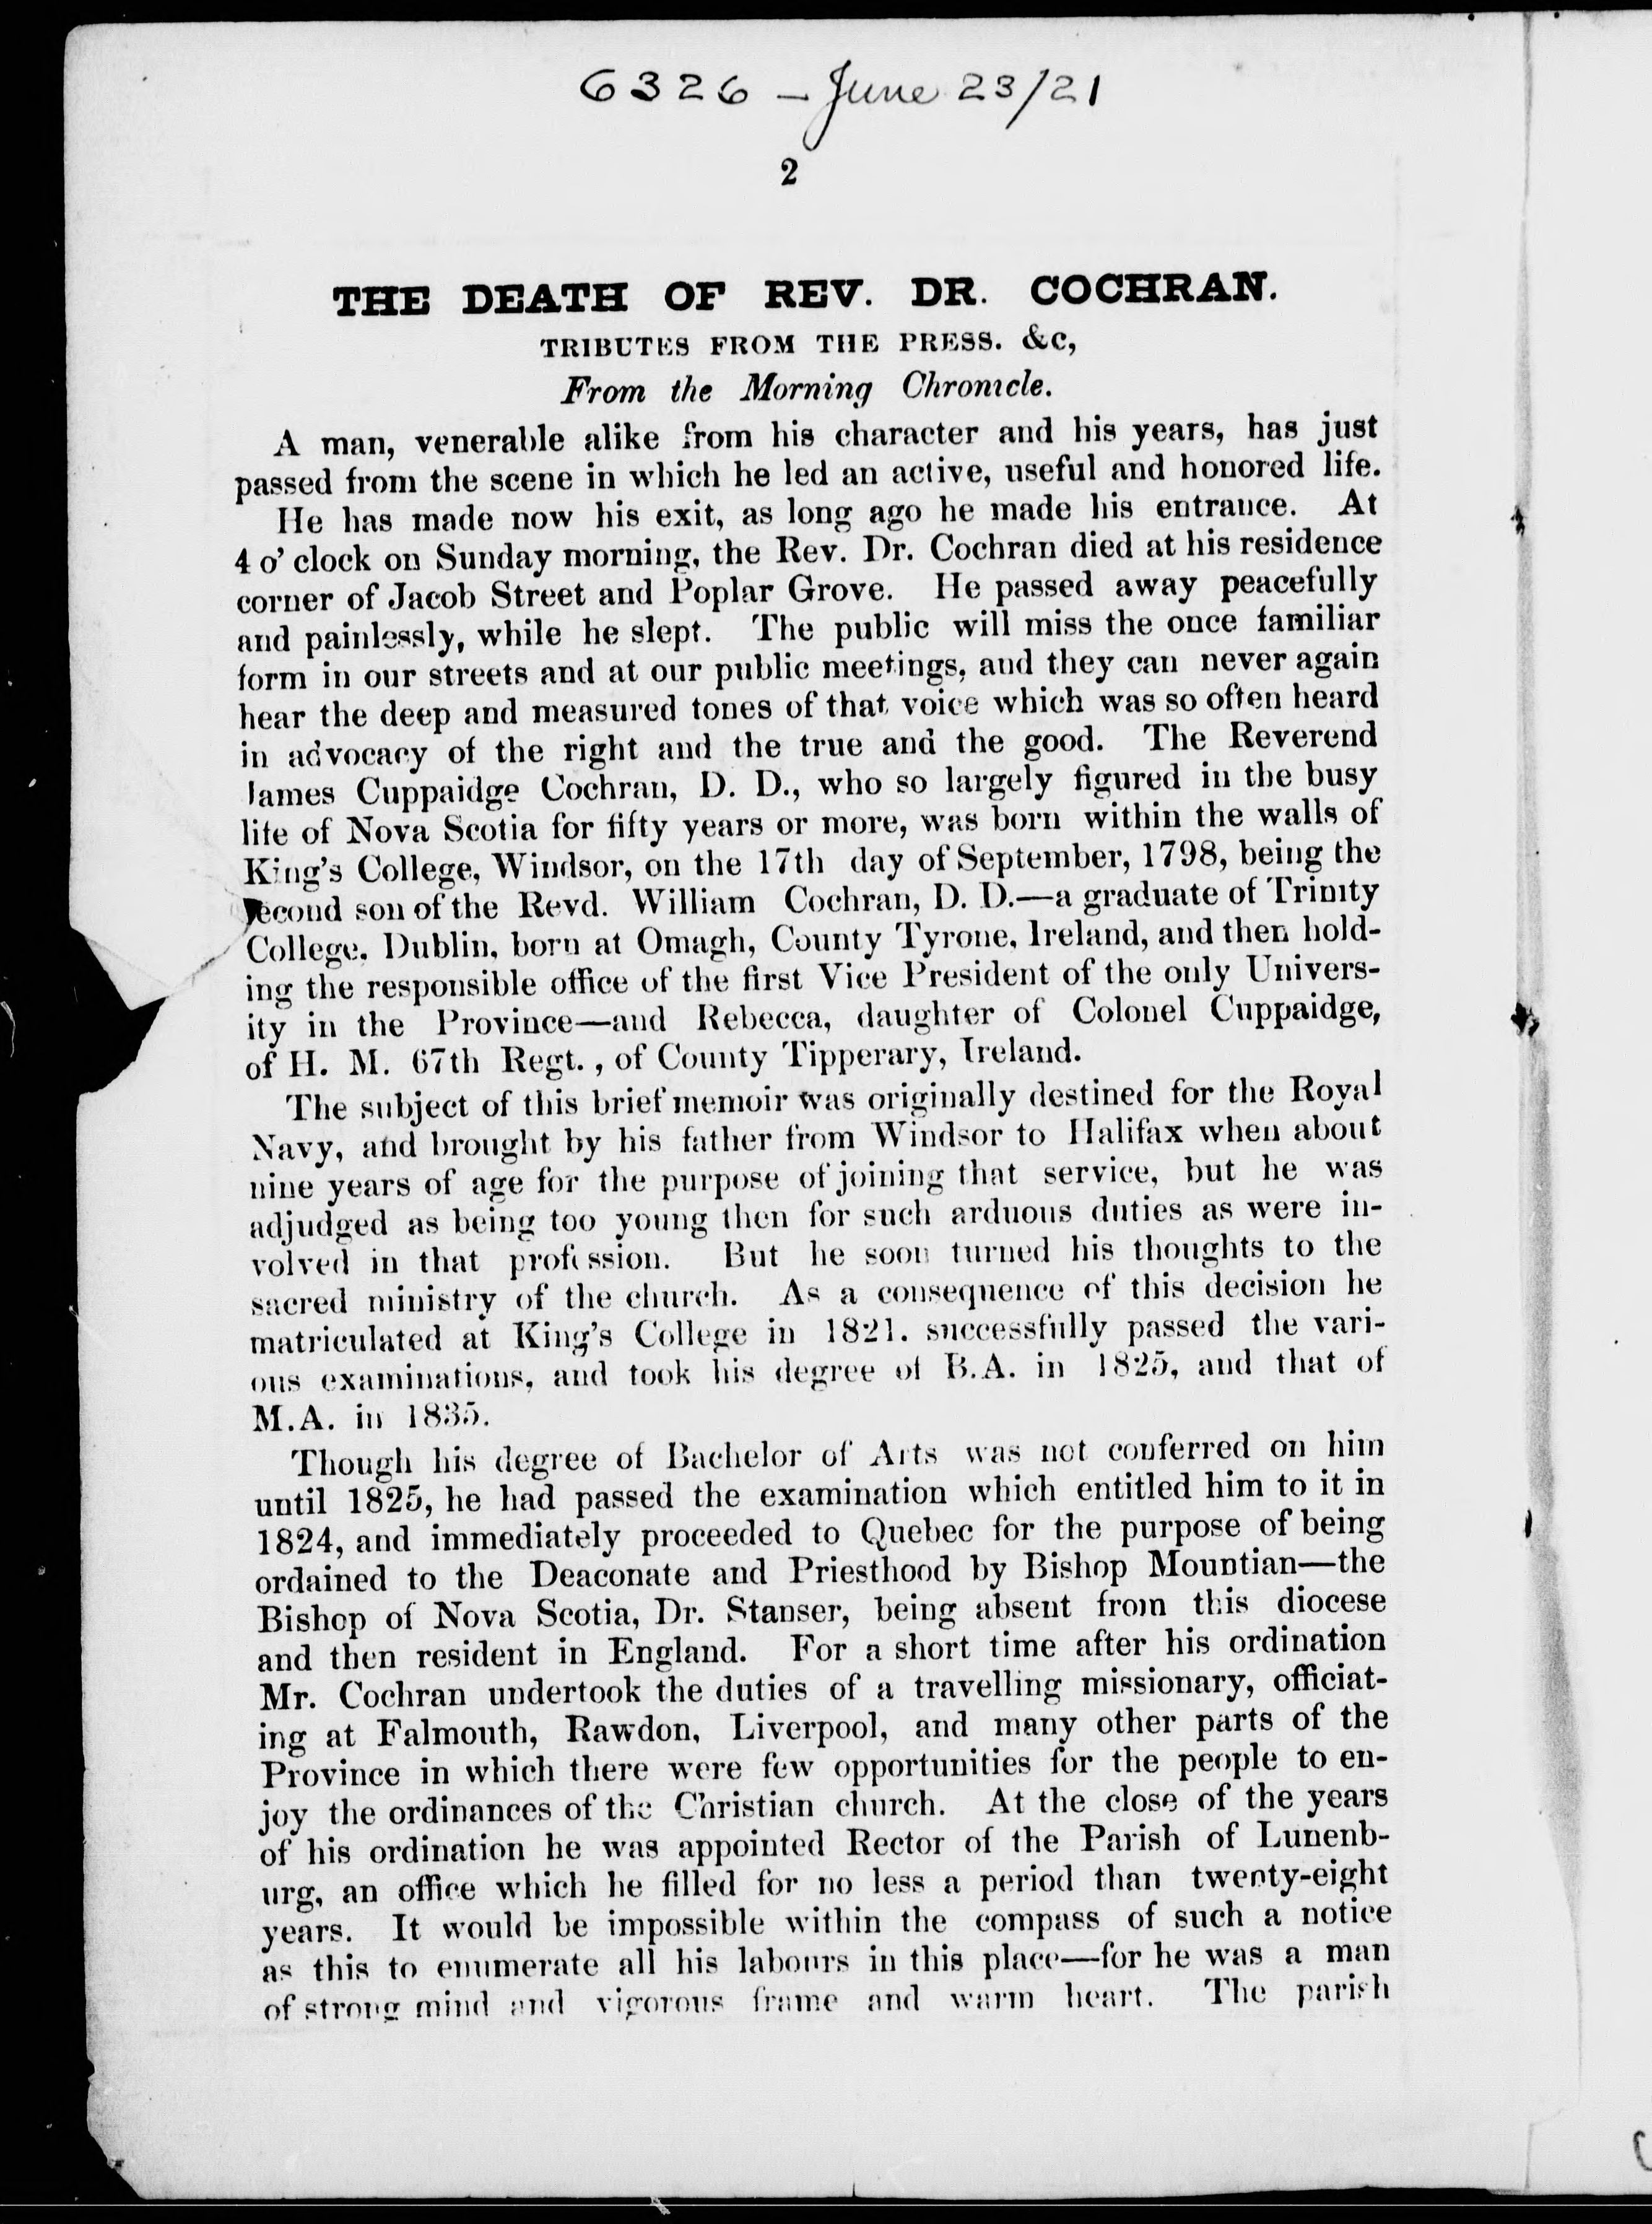 6326 – June 23/21
2
THE DEATH OF REV. DR. COCHRAN.
TRIBUTES FROM THE PRESS. &c,
From the Morning Chronicle.
A man, venerable alike from his character and his years, has just
passed from the scene in which he led an active, useful and honored life.
He has made now his exit, as long ago he made his entrance. At
4 o' clock on Sunday morning, the Rev. Dr. Cochran died at his residence
corner of Jacob Street and Poplar Grove. He passed away peacefully
and painlessly, while he slept. The public will miss the once familiar
form in our streets and at our public meetings, and they can never again
hear the deep and measured tones of that voice which was so often heard
in advocacy of the right and the true and the good. The Reverend
James Cuppaidge Cochran, D. D., who so largely figured in the busy
life of Nova Scotia for fifty years or more, was born within the walls of
King's College, Windsor, on the 17th day of September, 1798, being the
second son of the Revd. William Cochran, D. D.—a graduate of Trinity
College, Dublin, born at Omagh, County Tyrone, Ireland, and then hold-
ing the responsible office of the first Vice President of the only Univers-
ity in the Province—and Rebecca, daughter of Colonel Cuppaidge,
of H. M. 67th Regt. , of County Tipperary, Ireland.
The subject of this brief memoir was originally destined for the Royal
Navy, and brought by his father from Windsor to Halifax when about
nine years of age for the purpose of joining that service, but he was
adjudged as being too young then for such arduous duties as were in-
volved in that profession. But he soon turned his thoughts to the
sacred ministry of the church. As a consequence of this decision he
matriculated at King's College in 1821. successfully passed the vari-
ous examinations, and took his degree of B.A. in 1825, and that of
M.A. in 1835.
Though his degree of Bachelor of Arts was not conferred on him
until 1825, he had passed the examination which entitled him to it in
1824, and immediately proceeded to Quebec for the purpose of being
ordained to the Deaconate and Priesthood by Bishop Mountian—the
Bishop of Nova Scotia, Dr. Stanser, being absent from this diocese
and then resident in England. For a short time after his ordination
Mr. Cochran undertook the duties of a travelling missionary, officiat-
ing at Falmouth, Rawdon, Liverpool, and many other parts of the
Province in which there were few opportunities for the people to en-
joy the ordinances of the Christian church. At the close of the years
of his ordination he was appointed Rector of the Parish of Lunenb-
urg, an office which he filled for no less a period than twenty-eight
years. It would be impossible within the compass of such a notice
as this to enumerate all his labours in this place—for he was a man
of strong mind and vigorous frame and warm heart. The parish